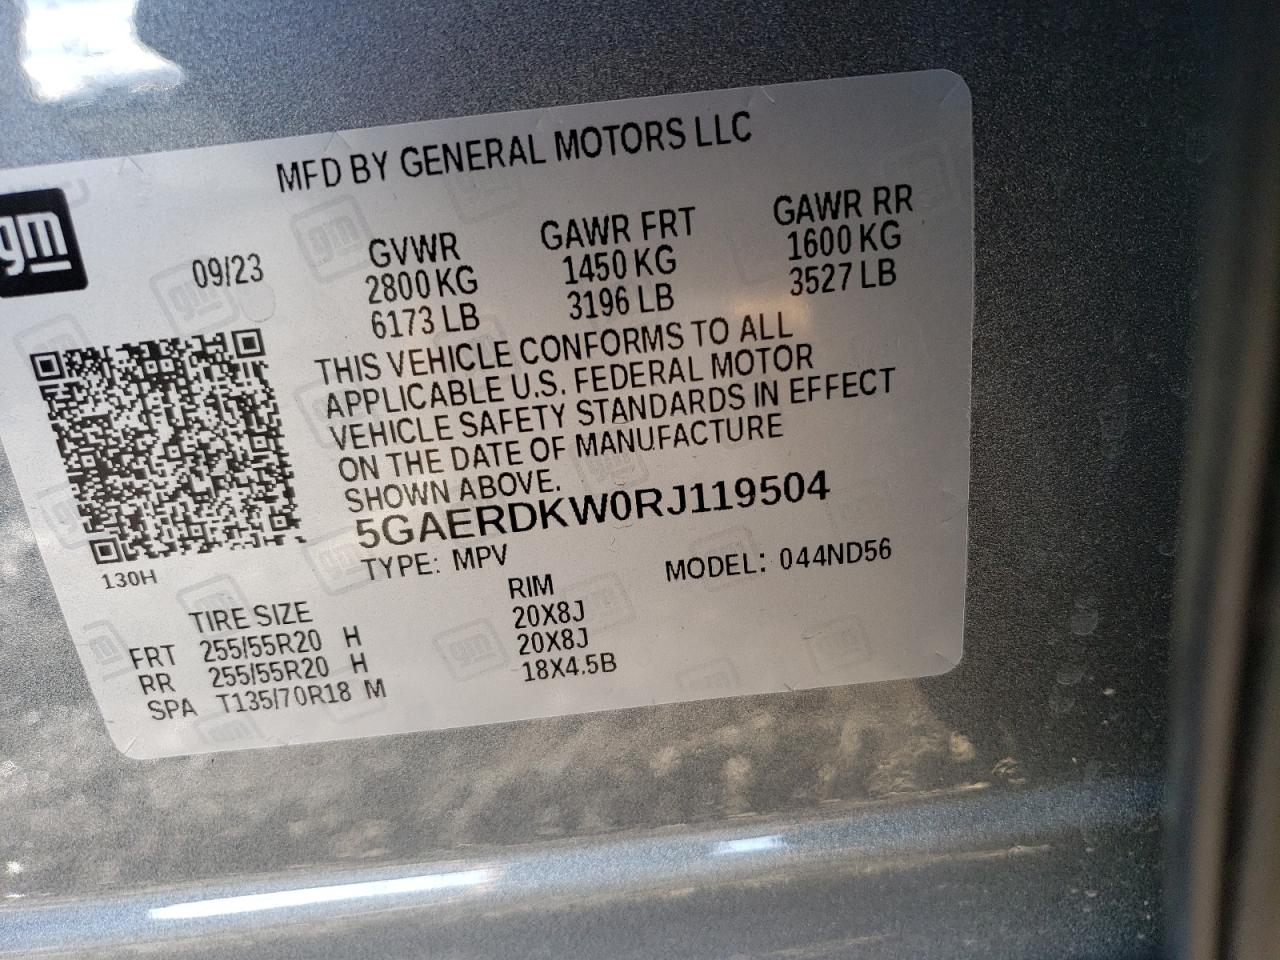 MFD BY GENERAL MOTORS LLC
gm
09/23
GVWR GAWR FRT GAWR RR
2800 KG 1450 KG 1600 KG
6173 LB 3196 LB 3527 LB
THIS VEHICLE CONFORMS TO ALL
APPLICABLE U.S. FEDERAL MOTOR
VEHICLE SAFETY STANDARDS IN EFFECT
ON THE DATE OF MANUFACTURE
SHOWN ABOVE.
5GAERDKW0RJ119504
130H
TYPE: MPV MODEL: 044ND56
TIRE SIZE RIM
FRT 255/55R20 H 20X8J
RR 255/55R20 H 20X8J
SPA T135/70R18 M 18X4.5B